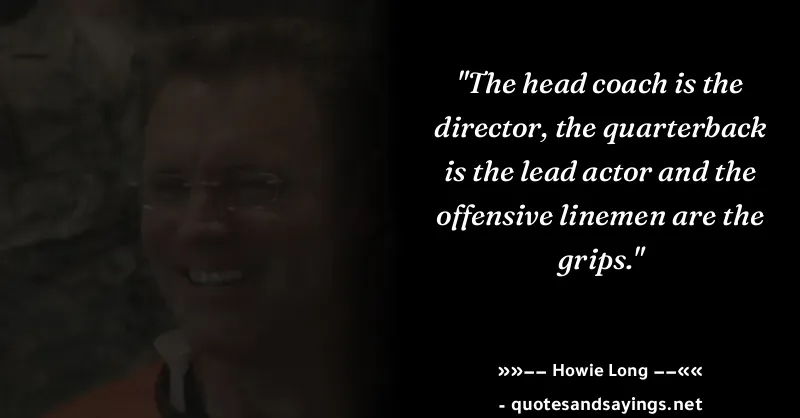 "The head coach is the
director, the quarterback
is the lead actor and the
offensive linemen are the
grips."
»»—— Howie Long ——««
- quotesandsayings.net